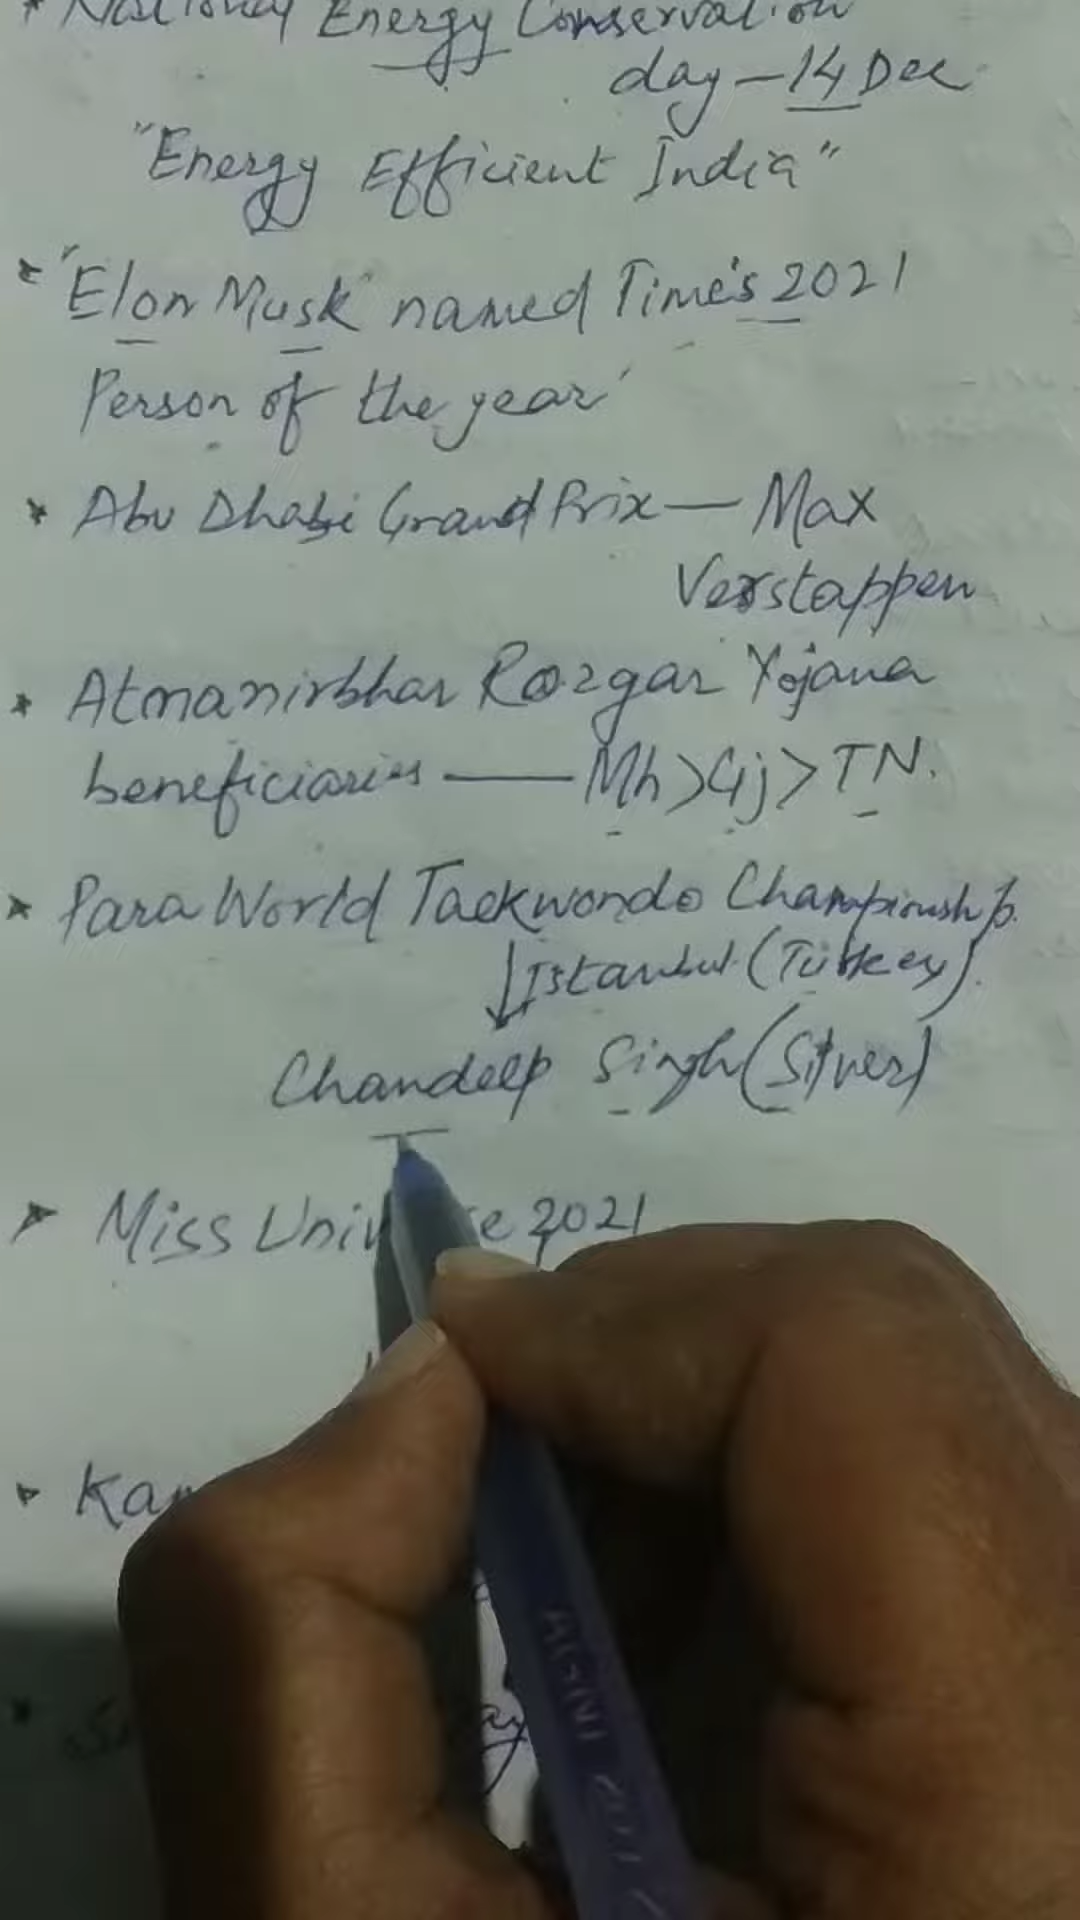 * National Energy Conservation
day - 14 Dec
"Energy Efficient India"
* "Elon Musk" named Time's 2021
Person of the year'
* Abu Dhabi Grand Prix — Max
Verstappen
* Atmanirbhar Rozgar Yojana
beneficiaries —— Mh > Gj > TN.
* Para World Taekwondo Championship.
↓ Istanbul (Turkey).
Chandeep Singh (Silver)
Miss 2021